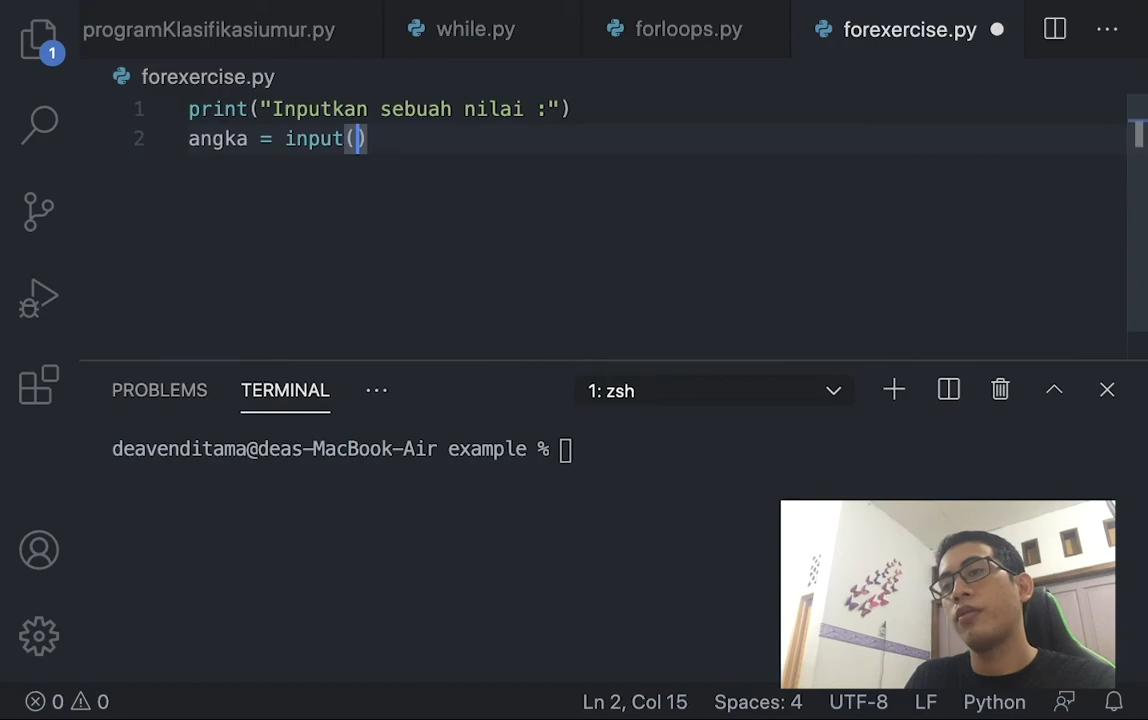 programKlasifikasiumur.py while.py forloops.py forexercise.py
1
forexercise.py
1 print("Inputkan sebuah nilai :")
2 angka = input()
PROBLEMS TERMINAL 1: zsh
deavenditama@deas-MacBook-Air example %
0 0 Ln 2, Col 15 Spaces: 4 UTF-8 LF Python